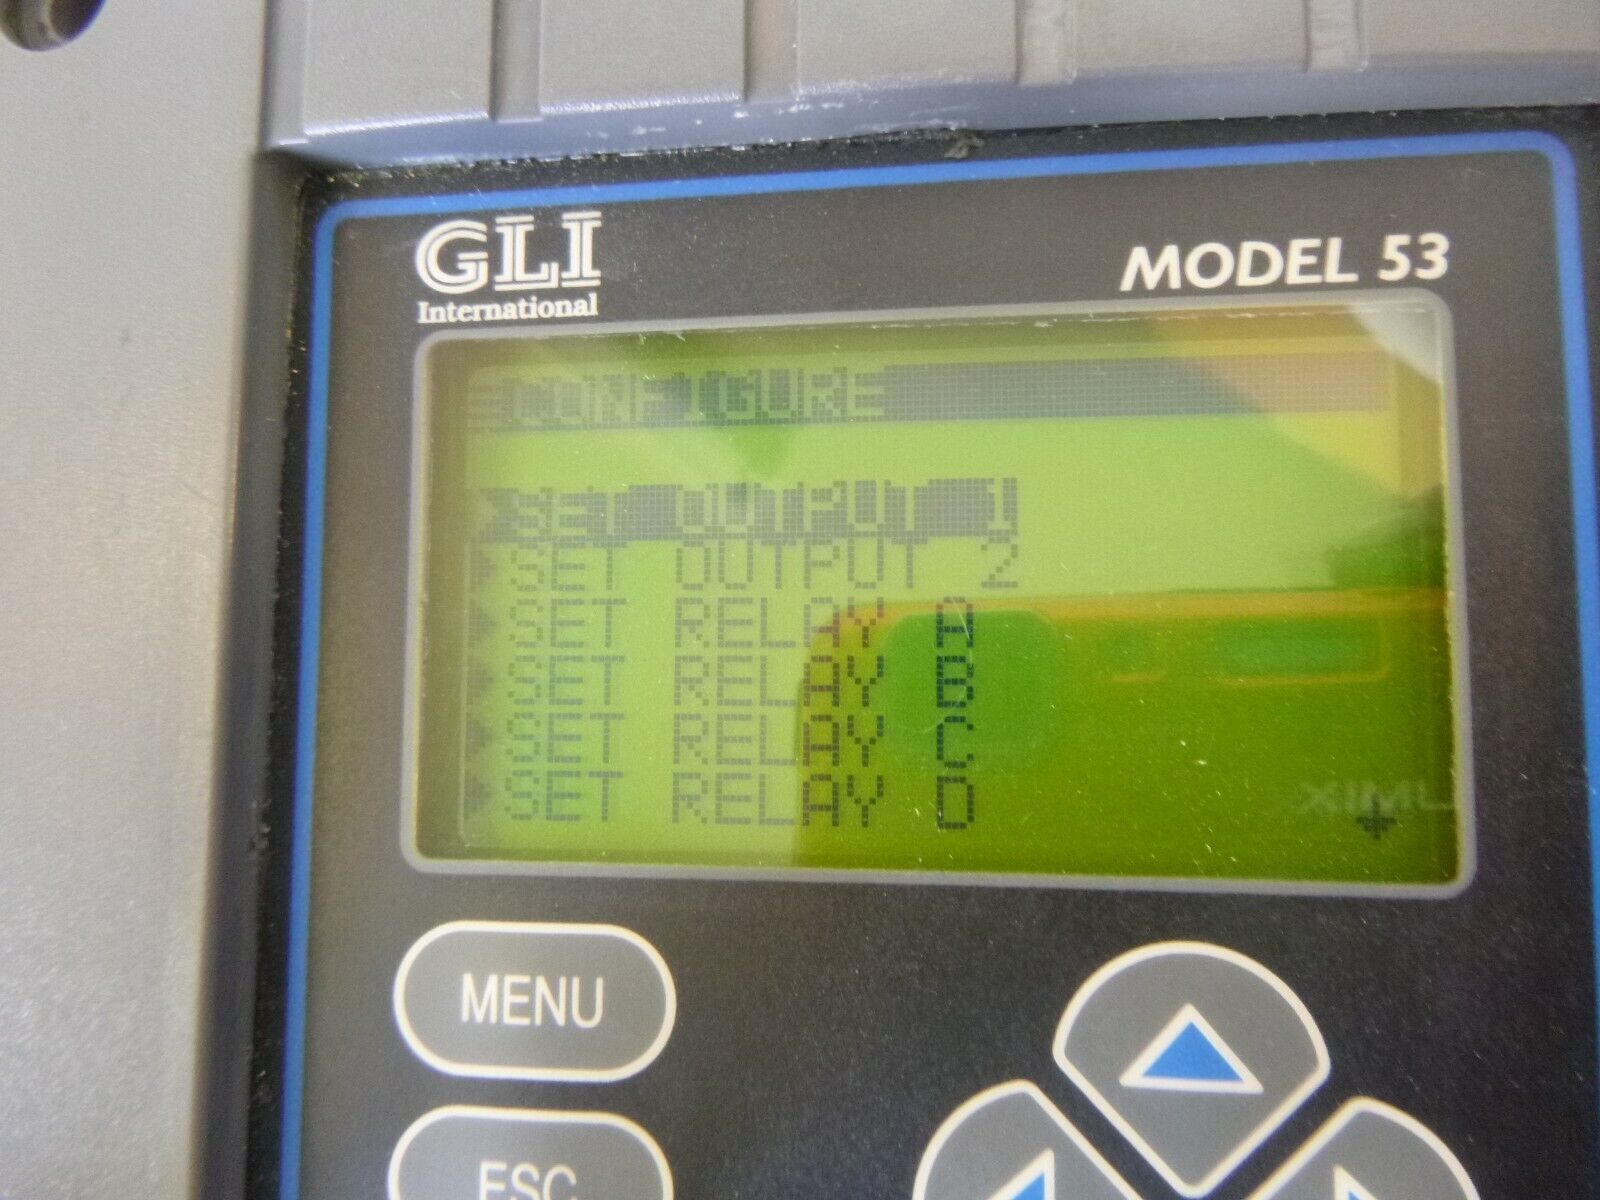 GLI
International
MODEL 53
CONFIGURE
SET OUTPUT 1
SET OUTPUT 2
SET RELAY A
SET RELAY B
SET RELAY C
SET RELAY D
MENU
ESC